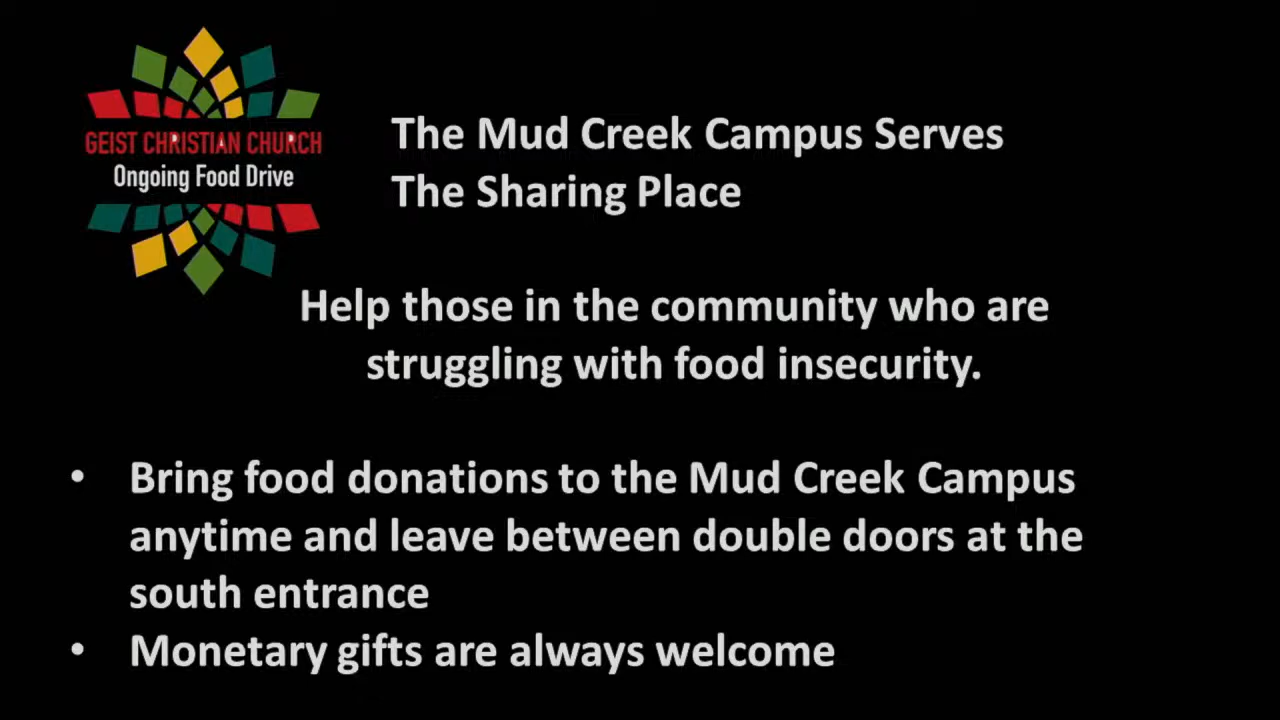 GEIST CHRISTIAN CHURCH
Ongoing Food Drive
The Mud Creek Campus Serves
The Sharing Place
Help those in the community who are
struggling with food insecurity.
• Bring food donations to the Mud Creek Campus
anytime and leave between double doors at the
south entrance
• Monetary gifts are always welcome